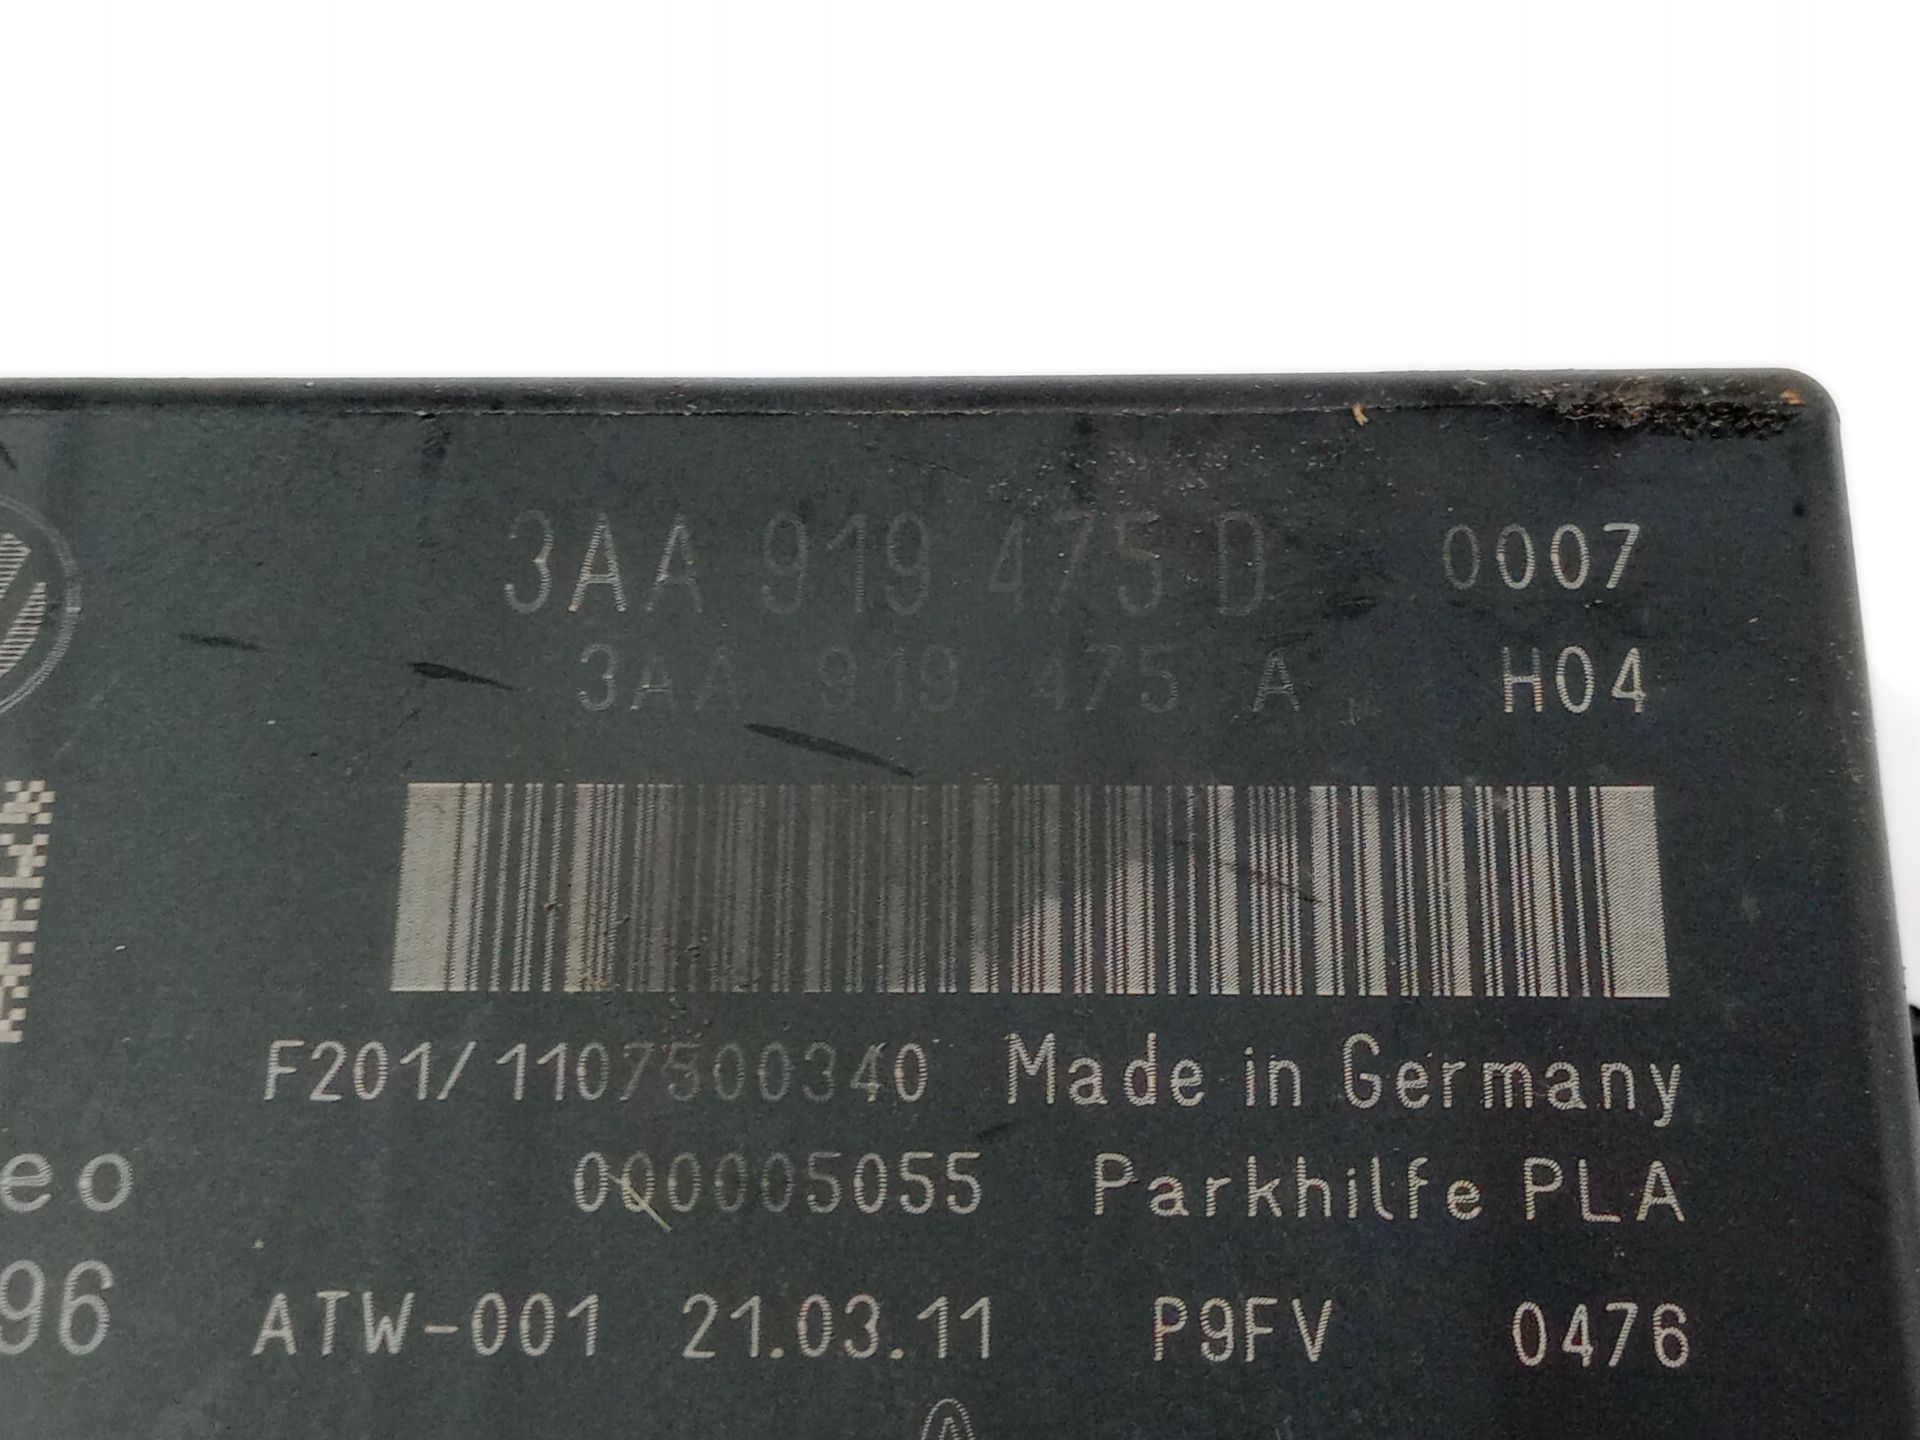 3AA 919 475 D 0007
3AA 919 475 A H04
F201/1107500340 Made in Germany
eo 000005055 Parkhilfe PLA
96 ATW-001 21.03.11 P9FV 0476